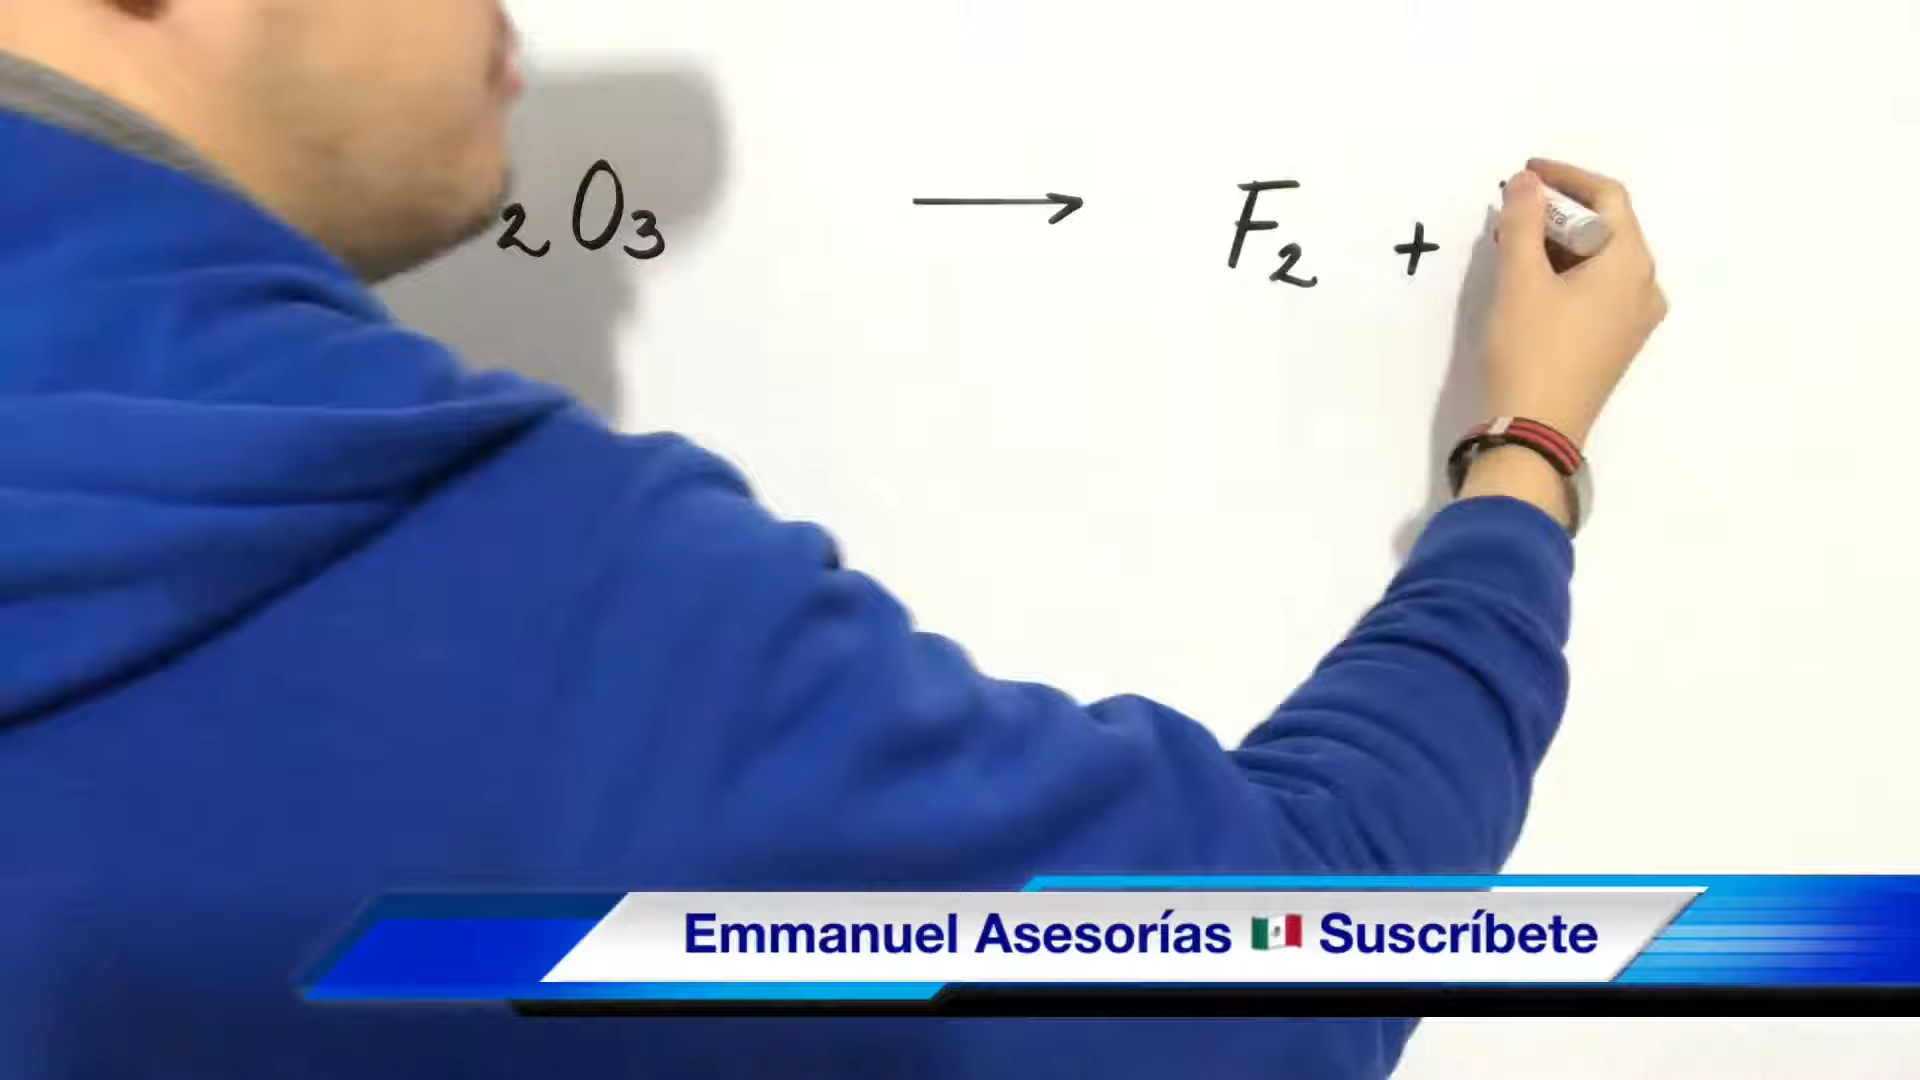 ₂O₃ → F₂ +
Emmanuel Asesorías 🇲🇽 Suscríbete